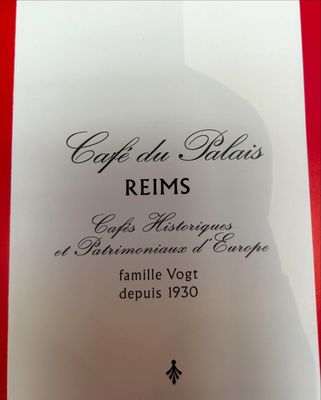 Café du Palais
REIMS
Cafés Historiques
et Patrimoniaux d'Europe
famille Vogt
depuis 1930